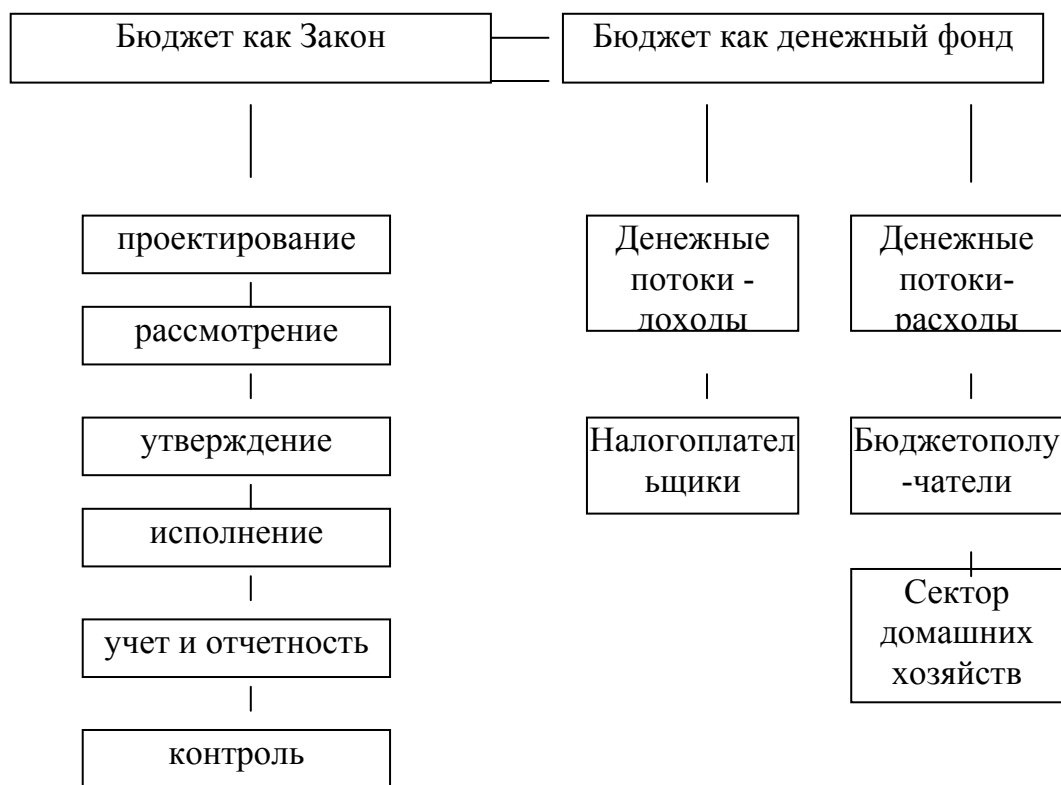 Бюджет как Закон
Бюджет как денежный фонд
проектирование
рассмотрение
утверждение
исполнение
учет и отчетность
контроль
Денежные
потоки -
доходы
Налогоплател
ьщики
Денежные
потоки-
расходы
Бюджетополу
-чатели
Сектор
домашних
хозяйств